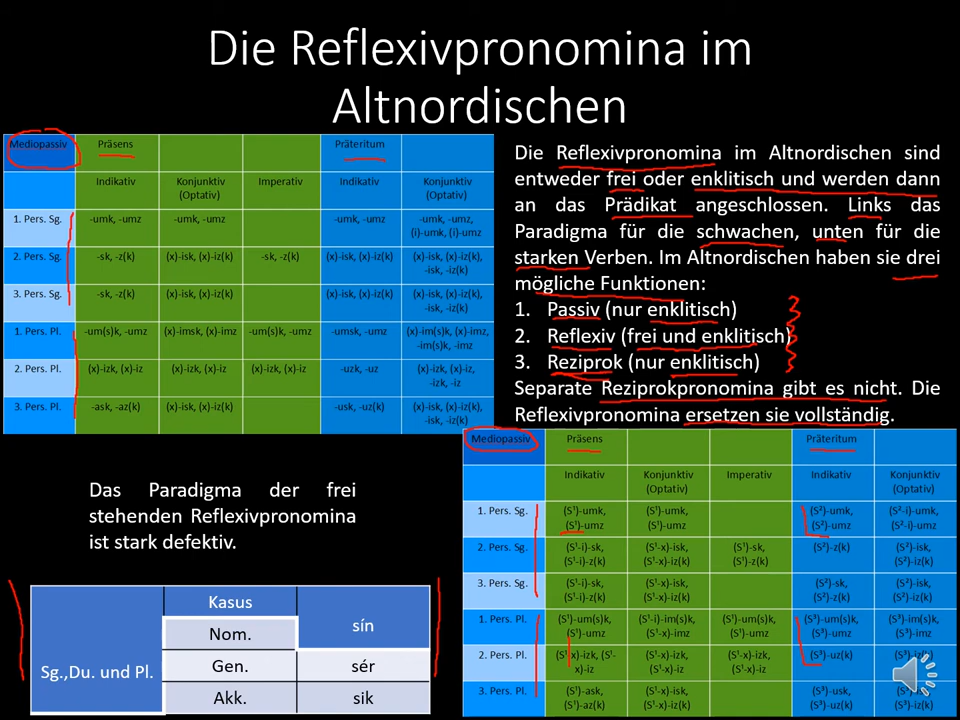 Die Reflexivpronomina im
Altnordischen
Mediopassiv Präsens Präteritum
Indikativ Konjunktiv (Optativ) Imperativ Indikativ Konjunktiv (Optativ)
1. Pers. Sg. -umk, -umz -umk, -umz -umk, -umz -umk, -umz, (i)-umk, (i)-umz
2. Pers. Sg. -sk, -z(k) (x)-isk, (x)-iz(k) -sk, -z(k) (x)-isk, (x)-iz(k) (x)-isk, (x)-iz(k), -isk, -iz(k)
3. Pers. Sg. -sk, -z(k) (x)-isk, (x)-iz(k) (x)-isk, (x)-iz(k) (x)-isk, (x)-iz(k), -isk, -iz(k)
1. Pers. Pl. -um(s)k, -umz (x)-imsk, (x)-imz -um(s)k, -umz -umsk, -umz (x)-im(s)k, (x)-imz, -im(s)k, -imz
2. Pers. Pl. (x)-izk, (x)-iz (x)-izk, (x)-iz (x)-izk, (x)-iz -uzk, -uz (x)-izk, (x)-iz, -izk, -iz
3. Pers. Pl. -ask, -az(k) (x)-isk, (x)-iz(k) -usk, -uz(k) (x)-isk, (x)-iz(k), -isk, -iz(k)
Die Reflexivpronomina im Altnordischen sind
entweder frei oder enklitisch und werden dann
an das Prädikat angeschlossen. Links das
Paradigma für die schwachen, unten für die
starken Verben. Im Altnordischen haben sie drei
mögliche Funktionen:
1. Passiv (nur enklitisch)
2. Reflexiv (frei und enklitisch)
3. Reziprok (nur enklitisch)
Separate Reziprokpronomina gibt es nicht. Die
Reflexivpronomina ersetzen sie vollständig.
Das Paradigma der frei
stehenden Reflexivpronomina
ist stark defektiv.
Kasus
Nom. sín
Sg.,Du. und Pl. Gen. sér
Akk. sik
Mediopassiv Präsens Präteritum
Indikativ Konjunktiv (Optativ) Imperativ Indikativ Konjunktiv (Optativ)
1. Pers. Sg. (S¹)-umk, (S¹)-umz (S¹)-umk, (S¹)-umz (S²)-umk, (S²)-umz (S²-i)-umk, (S²-i)-umz
2. Pers. Sg. (S¹-i)-sk, (S¹-i)-z(k) (S¹-x)-isk, (S¹-x)-iz(k) (S¹)-sk, (S¹)-z(k) (S²)-z(k) (S²)-isk, (S²)-iz(k)
3. Pers. Sg. (S¹-i)-sk, (S¹-i)-z(k) (S¹-x)-isk, (S¹-x)-iz(k) (S²)-sk, (S²)-z(k) (S²)-isk, (S²)-iz(k)
1. Pers. Pl. (S¹)-um(s)k, (S¹)-umz (S¹-i)-im(s)k, (S¹-x)-imz (S¹)-um(s)k, (S¹)-umz (S³)-um(s)k, (S³)-umz (S³)-im(s)k, (S³)-imz
2. Pers. Pl. (S¹-x)-izk, (S¹-x)-iz (S¹-x)-izk, (S¹-x)-iz (S¹-x)-izk, (S¹-x)-iz (S³)-uz(k)
3. Pers. Pl. (S¹)-ask, (S¹)-az(k) (S¹-x)-isk, (S¹-x)-iz(k) (S³)-usk, (S³)-uz(k) (S³)-iz(k)